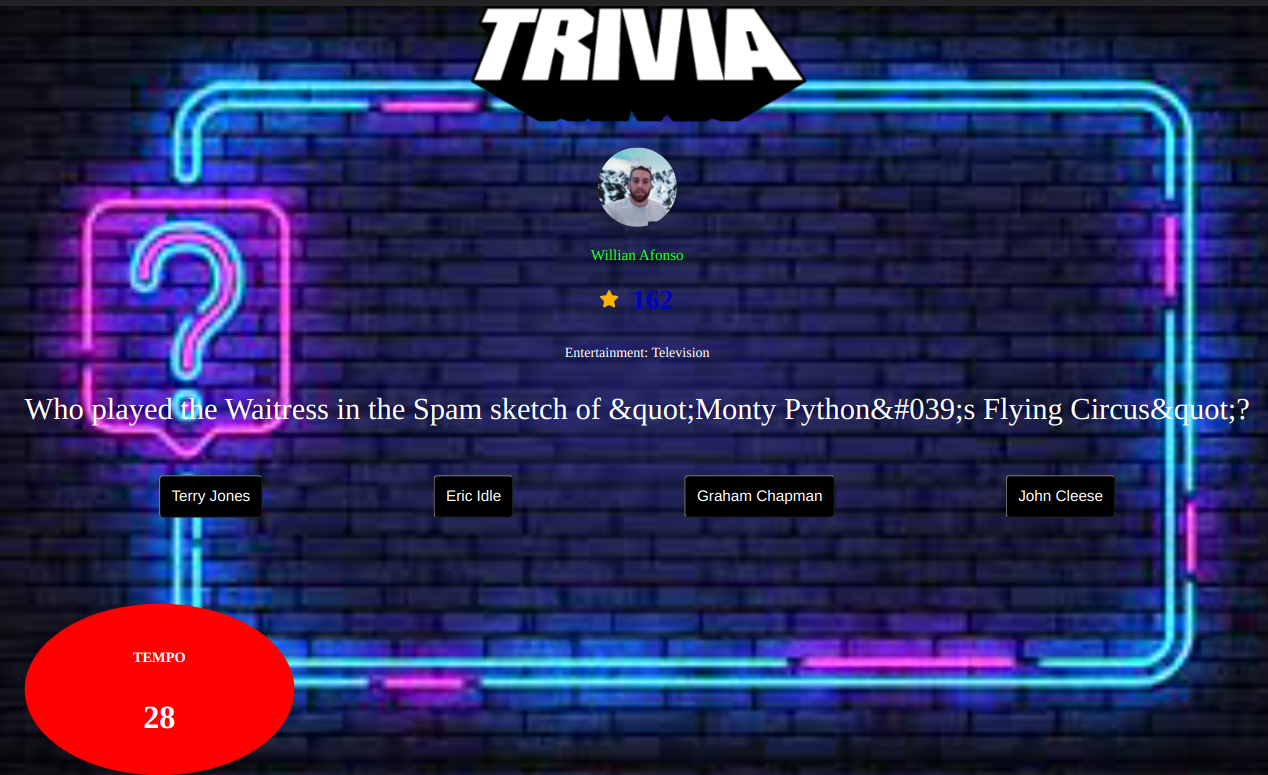 TRIVIA
Willian Afonso
162
Entertainment: Television
Who played the Waitress in the Spam sketch of &quot;Monty Python&#039;s Flying Circus&quot;?
Terry Jones
Eric Idle
Graham Chapman
John Cleese
TEMPO
28